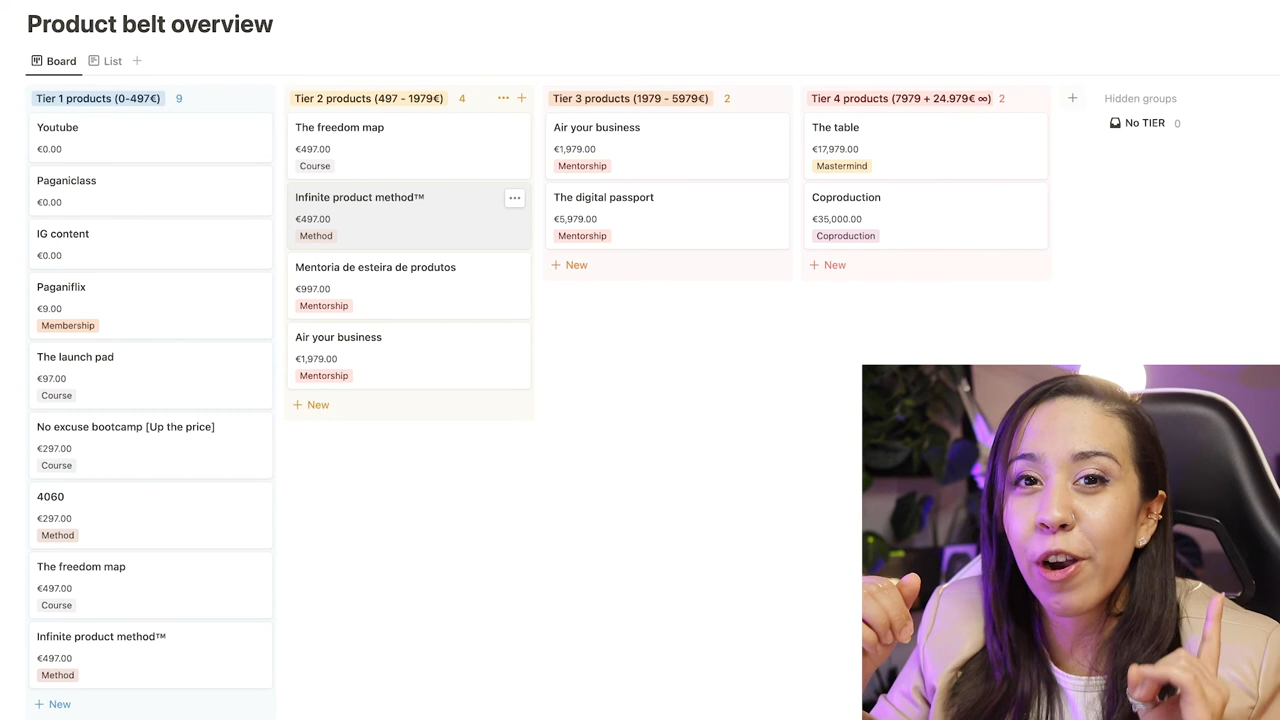 Product belt overview
Board
List
Tier 1 products (0-497€) 9
Youtube
€0.00
Paganiclass
€0.00
IG content
€0.00
Paganiflix
€9.00
Membership
The launch pad
€97.00
Course
No excuse bootcamp [Up the price]
€297.00
Course
4060
€297.00
Method
The freedom map
€497.00
Course
Infinite product method™
€497.00
Method
New
Tier 2 products (497 - 1979€) 4
The freedom map
€497.00
Course
Infinite product method™
€497.00
Method
Mentoria de esteira de produtos
€997.00
Mentorship
Air your business
€1,979.00
Mentorship
New
Tier 3 products (1979 - 5979€) 2
Air your business
€1,979.00
Mentorship
The digital passport
€5,979.00
Mentorship
New
Tier 4 products (7979 + 24.979€ ∞) 2
The table
€17,979.00
Mastermind
Coproduction
€35,000.00
Coproduction
New
Hidden groups
No TIER 0